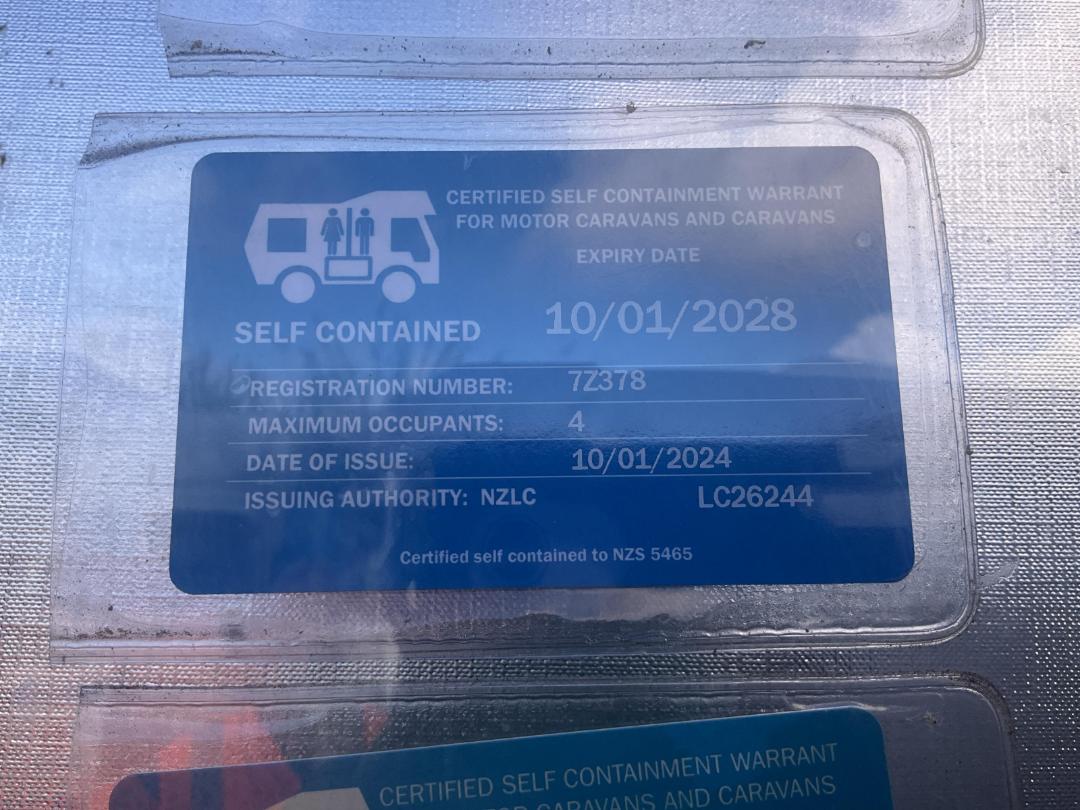 CERTIFIED SELF CONTAINMENT WARRANT
FOR MOTOR CARAVANS AND CARAVANS
EXPIRY DATE
10/01/2028
SELF CONTAINED
REGISTRATION NUMBER: 7Z378
MAXIMUM OCCUPANTS: 4
DATE OF ISSUE: 10/01/2024
ISSUING AUTHORITY: NZLC LC26244
Certified self contained to NZS 5465
CERTIFIED SELF CONTAINMENT WARRANT
FOR CARAVANS AND CARAVANS